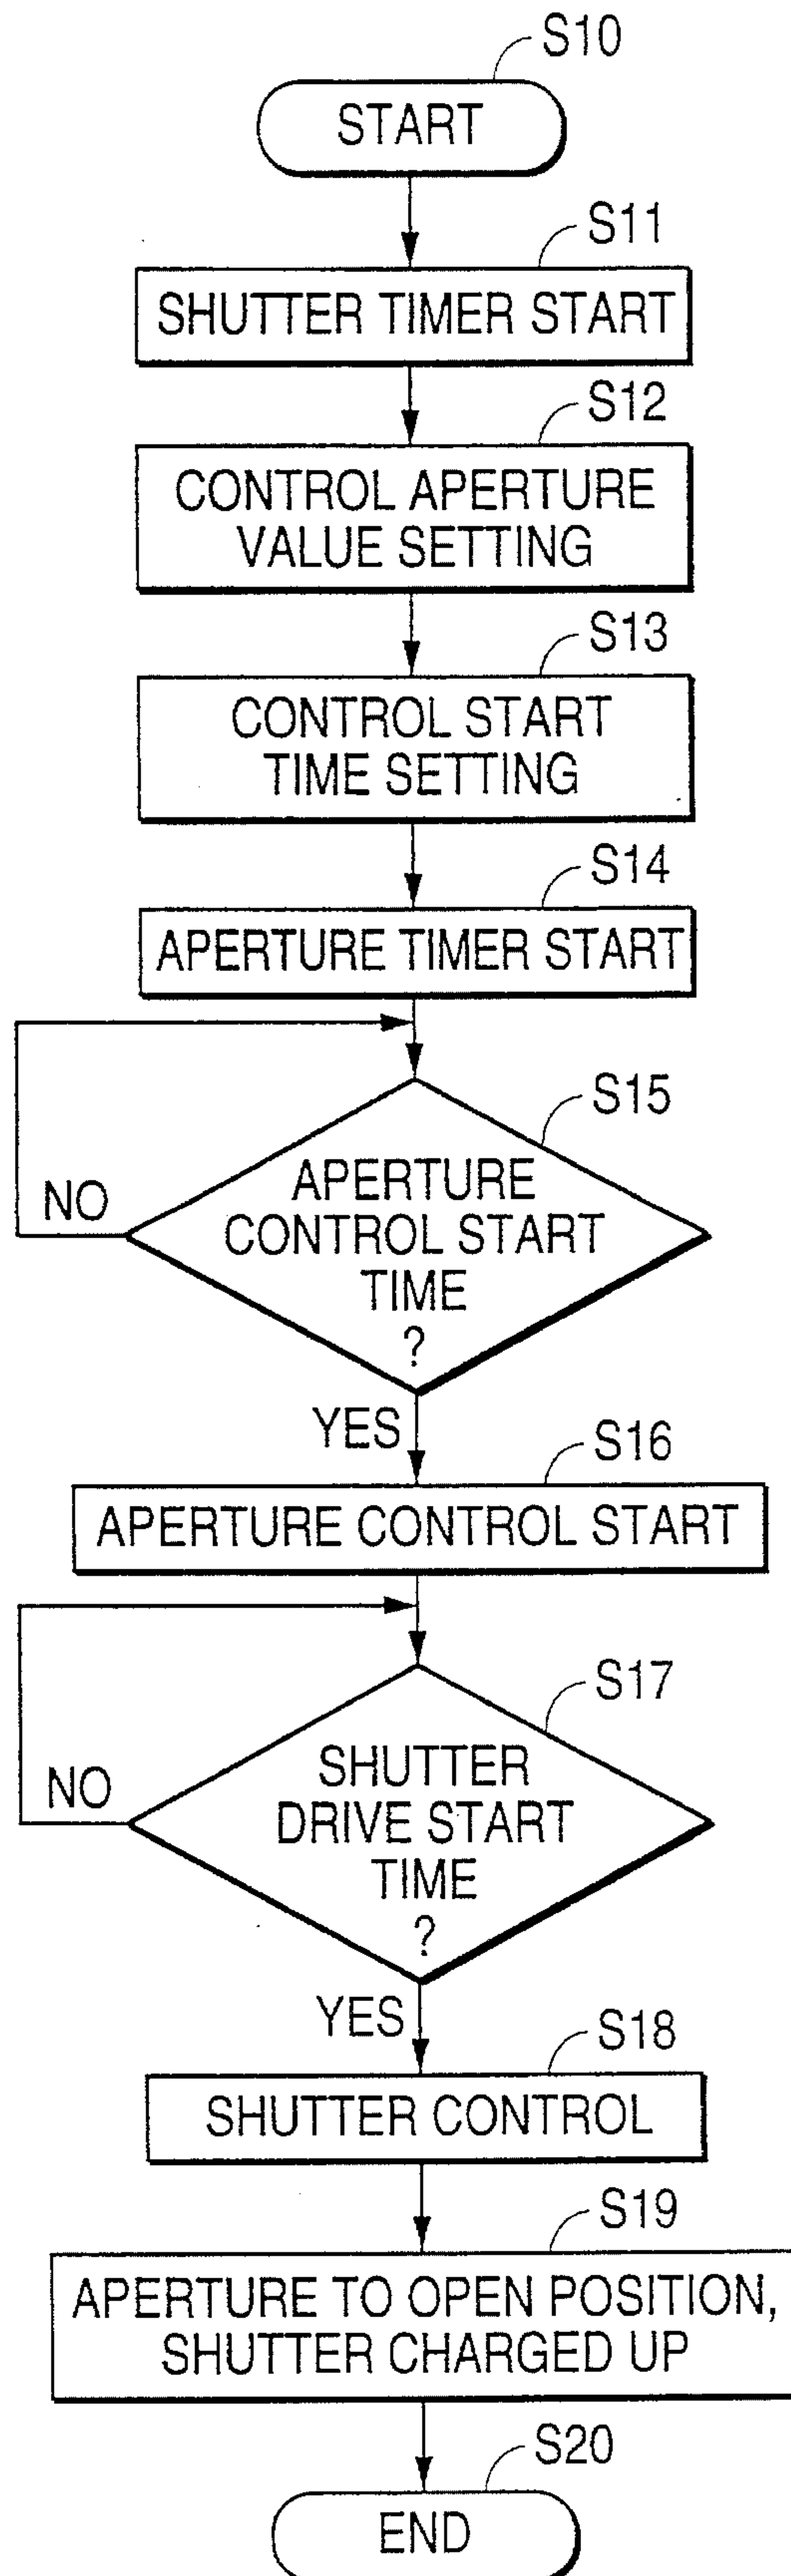 S10
START
S11
SHUTTER TIMER START
S12
CONTROL APERTURE
VALUE SETTING
S13
CONTROL START
TIME SETTING
S14
APERTURE TIMER START
S15
APERTURE
CONTROL START
TIME
?
NO
YES
S16
APERTURE CONTROL START
S17
SHUTTER
DRIVE START
TIME
?
NO
YES
S18
SHUTTER CONTROL
S19
APERTURE TO OPEN POSITION,
SHUTTER CHARGED UP
S20
END